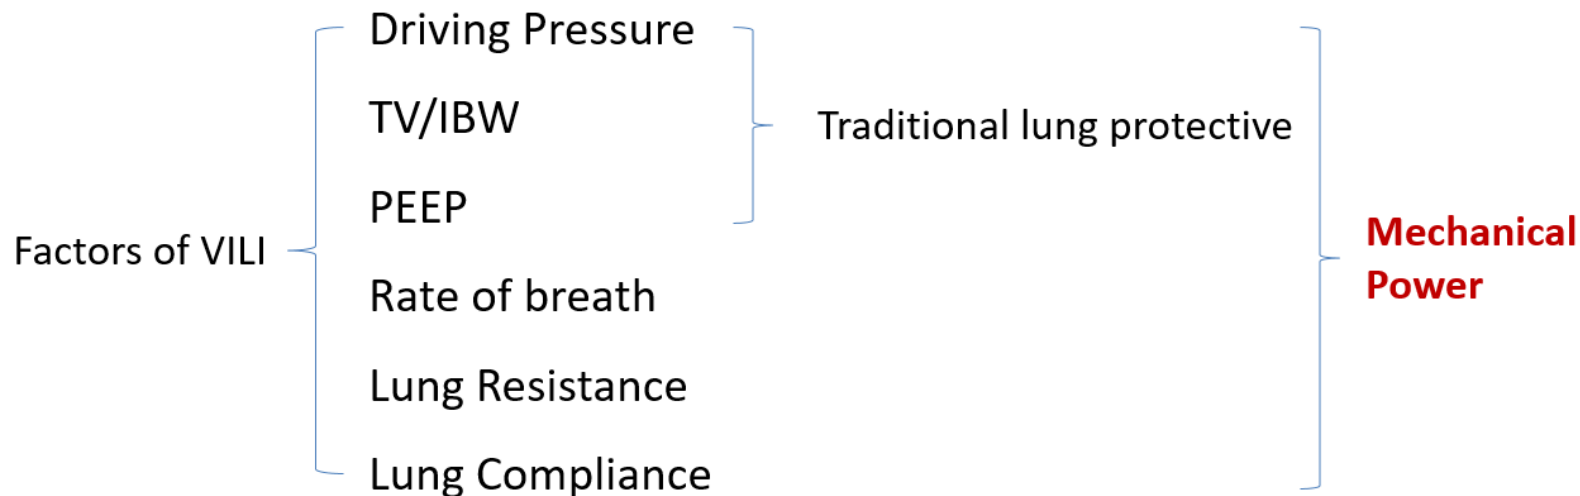 Factors of VILI
Driving Pressure
TV/IBW
PEEP
Rate of breath
Lung Resistance
Lung Compliance
Traditional lung protective
Mechanical
Power